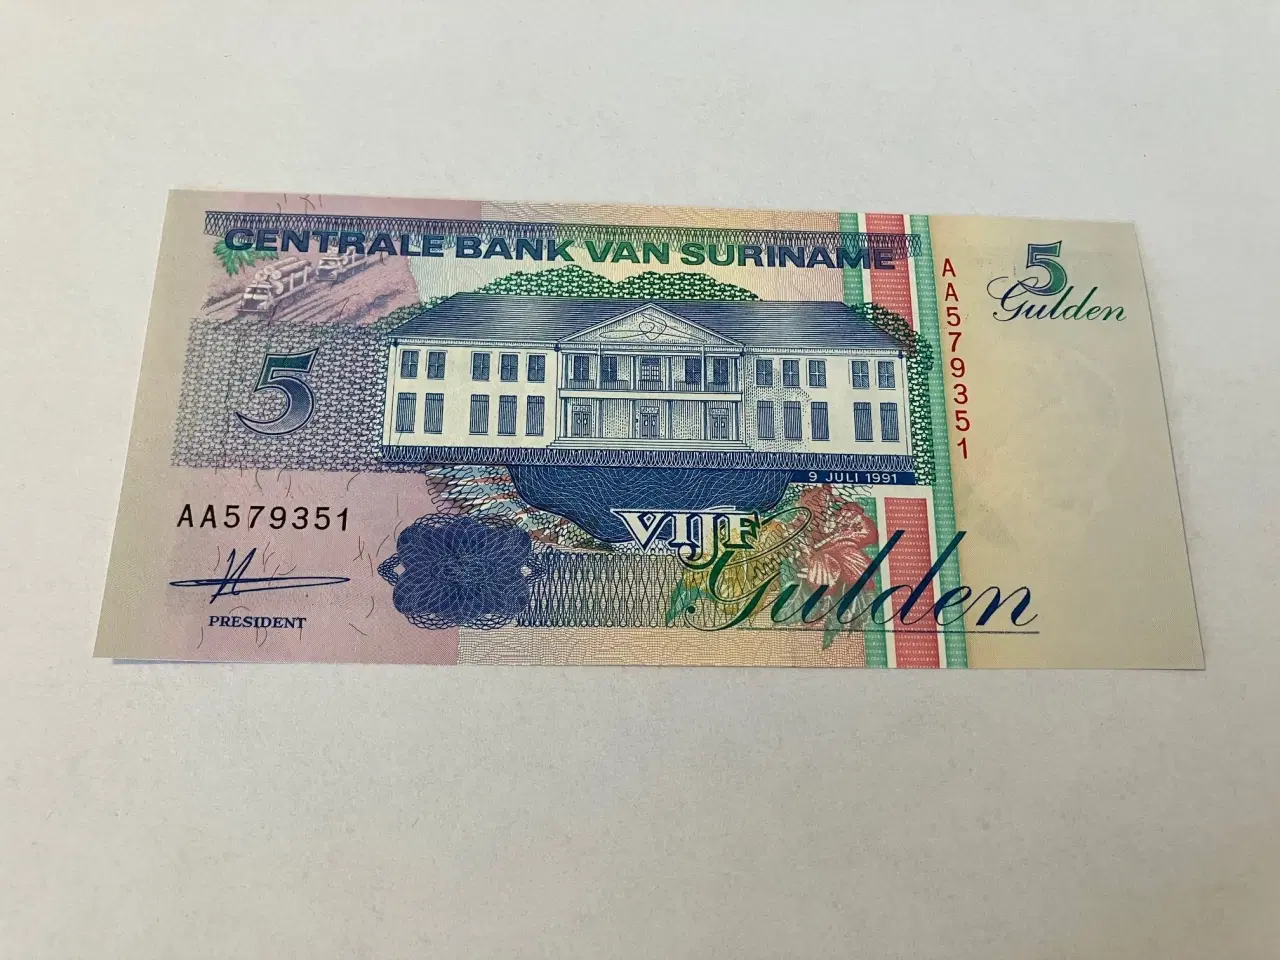 CENTRALE BANK VAN SURINAME
5
Gulden
AA579351
5
9 JULI 1991
AA579351
VIJF
Gulden
PRESIDENT